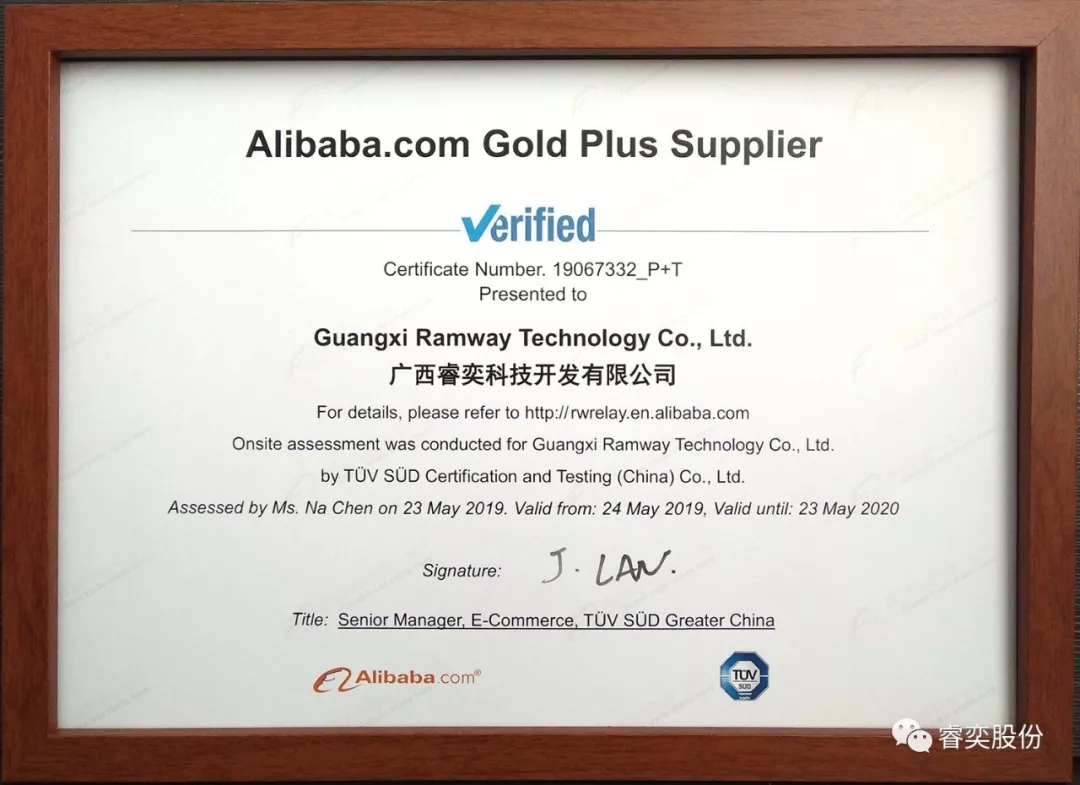 Alibaba.com Gold Plus Supplier
Verified
Certificate Number. 19067332_P+T
Presented to
Guangxi Ramway Technology Co., Ltd.
广西睿奕科技开发有限公司
For details, please refer to http://rwrelay.en.alibaba.com
Onsite assessment was conducted for Guangxi Ramway Technology Co., Ltd.
by TÜV SÜD Certification and Testing (China) Co., Ltd.
Assessed by Ms. Na Chen on 23 May 2019. Valid from: 24 May 2019, Valid until: 23 May 2020
Signature: J. LAN.
Title: Senior Manager, E-Commerce, TÜV SÜD Greater China
Alibaba.com®
TÜV
SÜD
睿奕股份